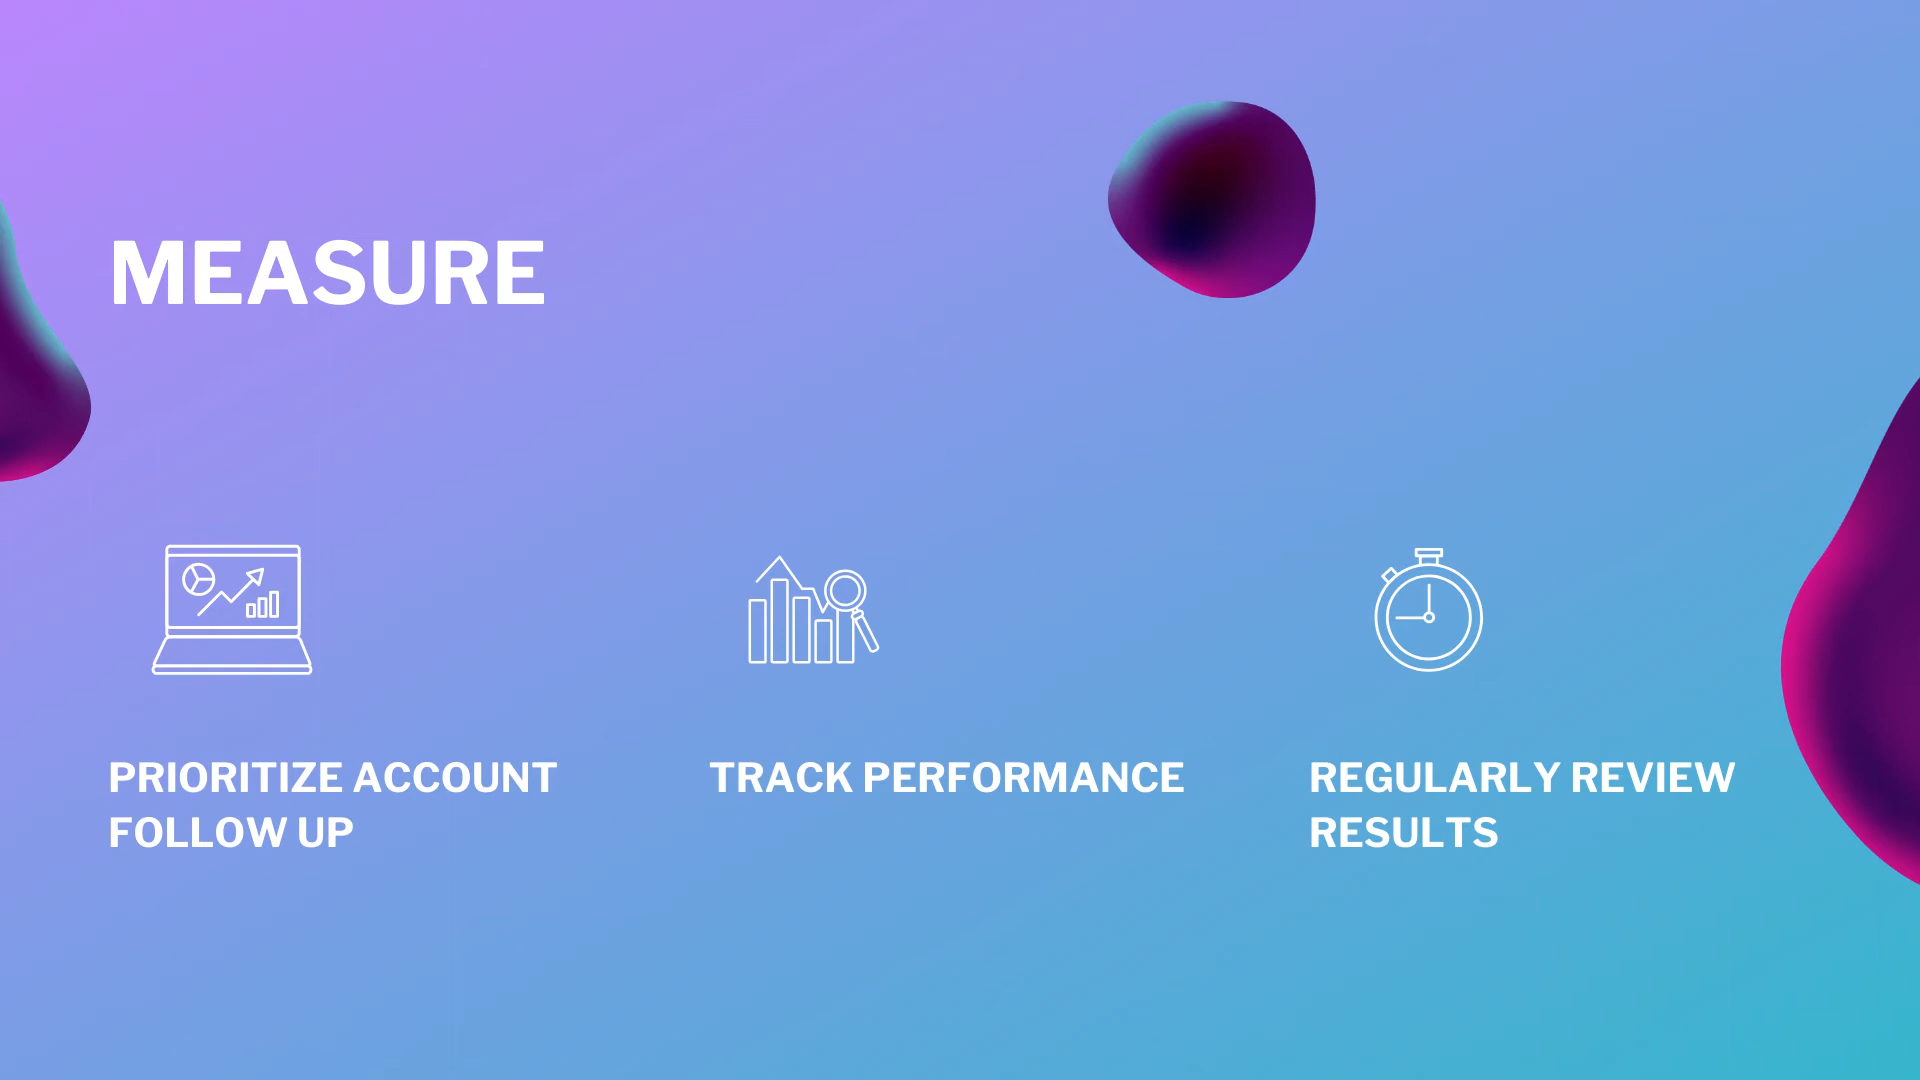 MEASURE
PRIORITIZE ACCOUNT
FOLLOW UP
TRACK PERFORMANCE
REGULARLY REVIEW
RESULTS